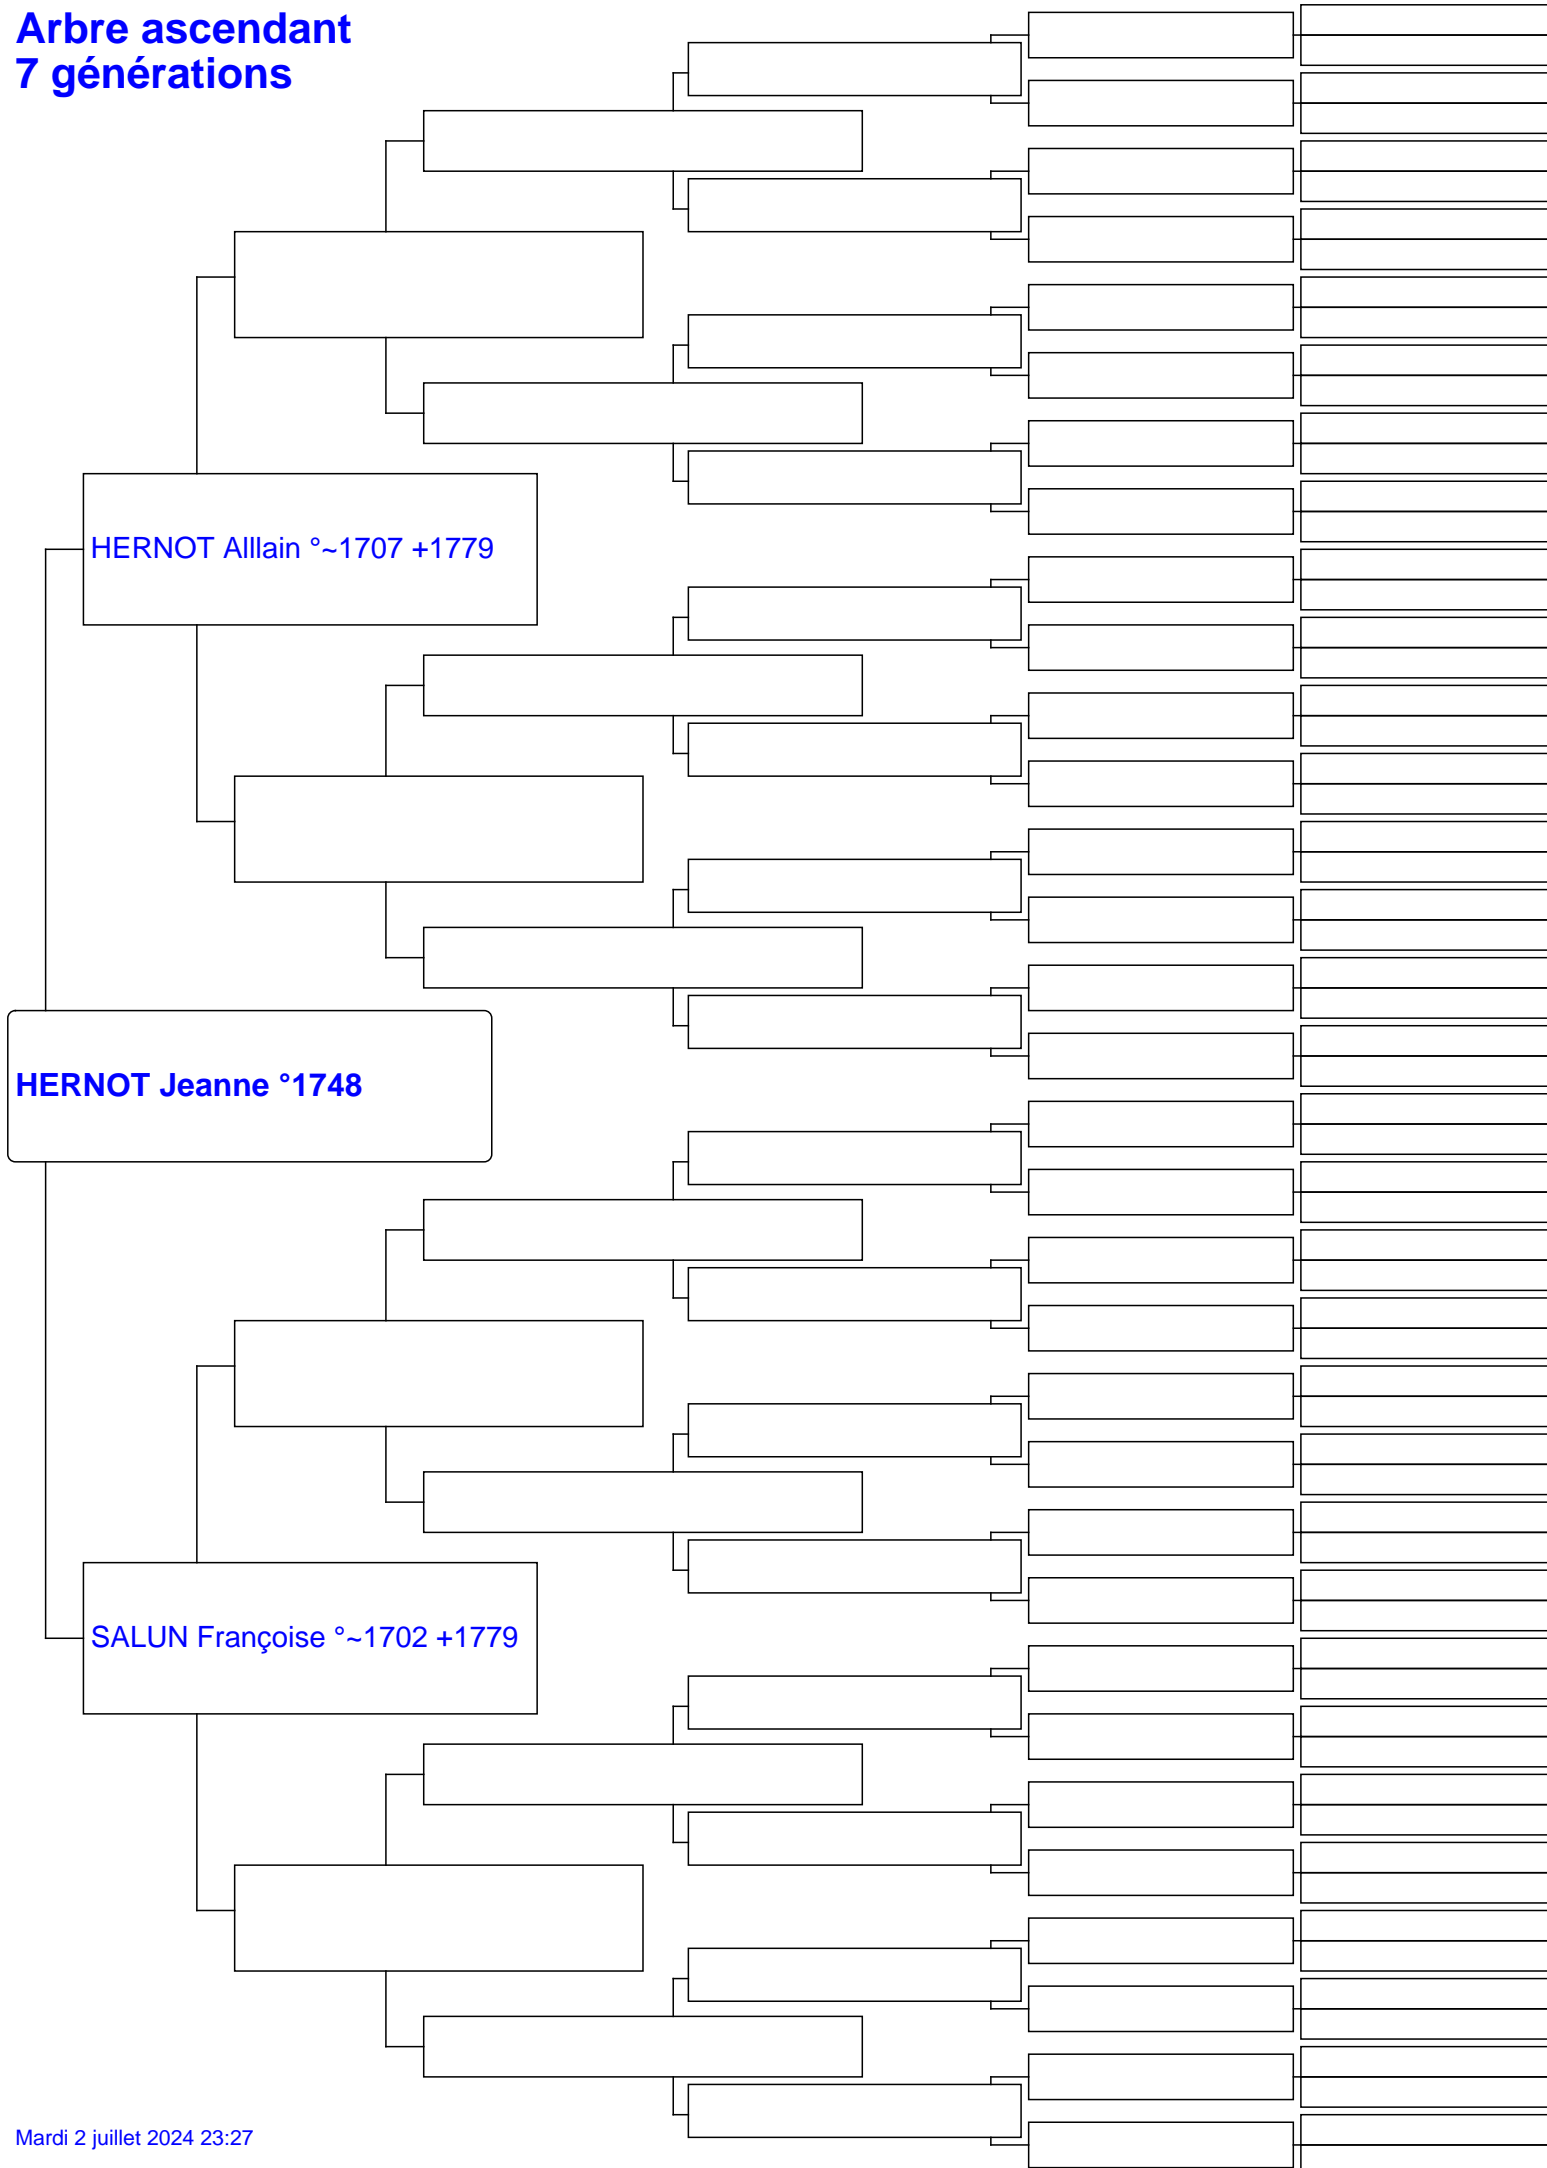 Arbre ascendant
7 générations
HERNOT Alllain °~1707 +1779
HERNOT Jeanne °1748
SALUN Françoise °~1702 +1779
Mardi 2 juillet 2024 23:27